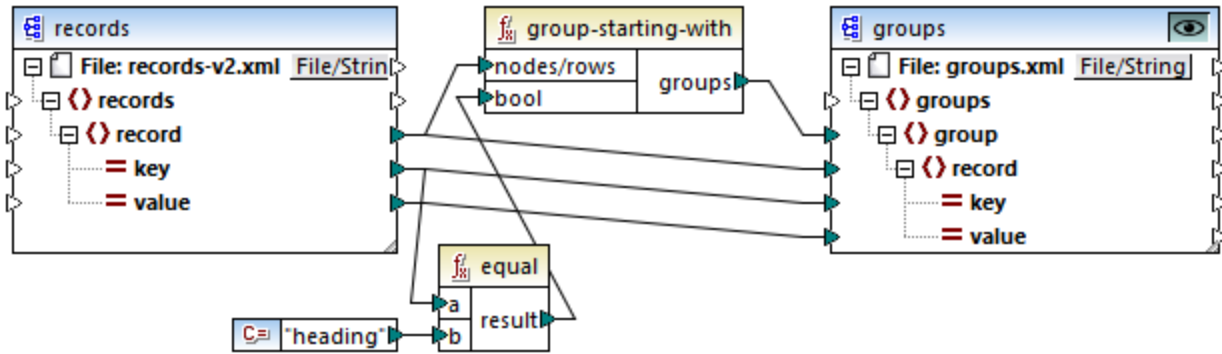 records
File: records-v2.xml File/Strin
records
record
key
value
group-starting-with
nodes/rows
bool
groups
equal
a
b
result
C= "heading"
groups
File: groups.xml File/String
groups
group
record
key
value